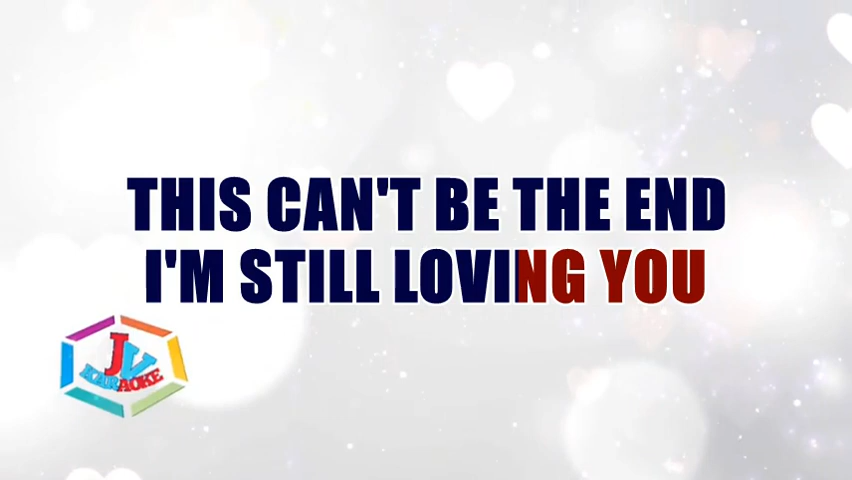 THIS CAN'T BE THE END
I'M STILL LOVING YOU
JV
KARAOKE